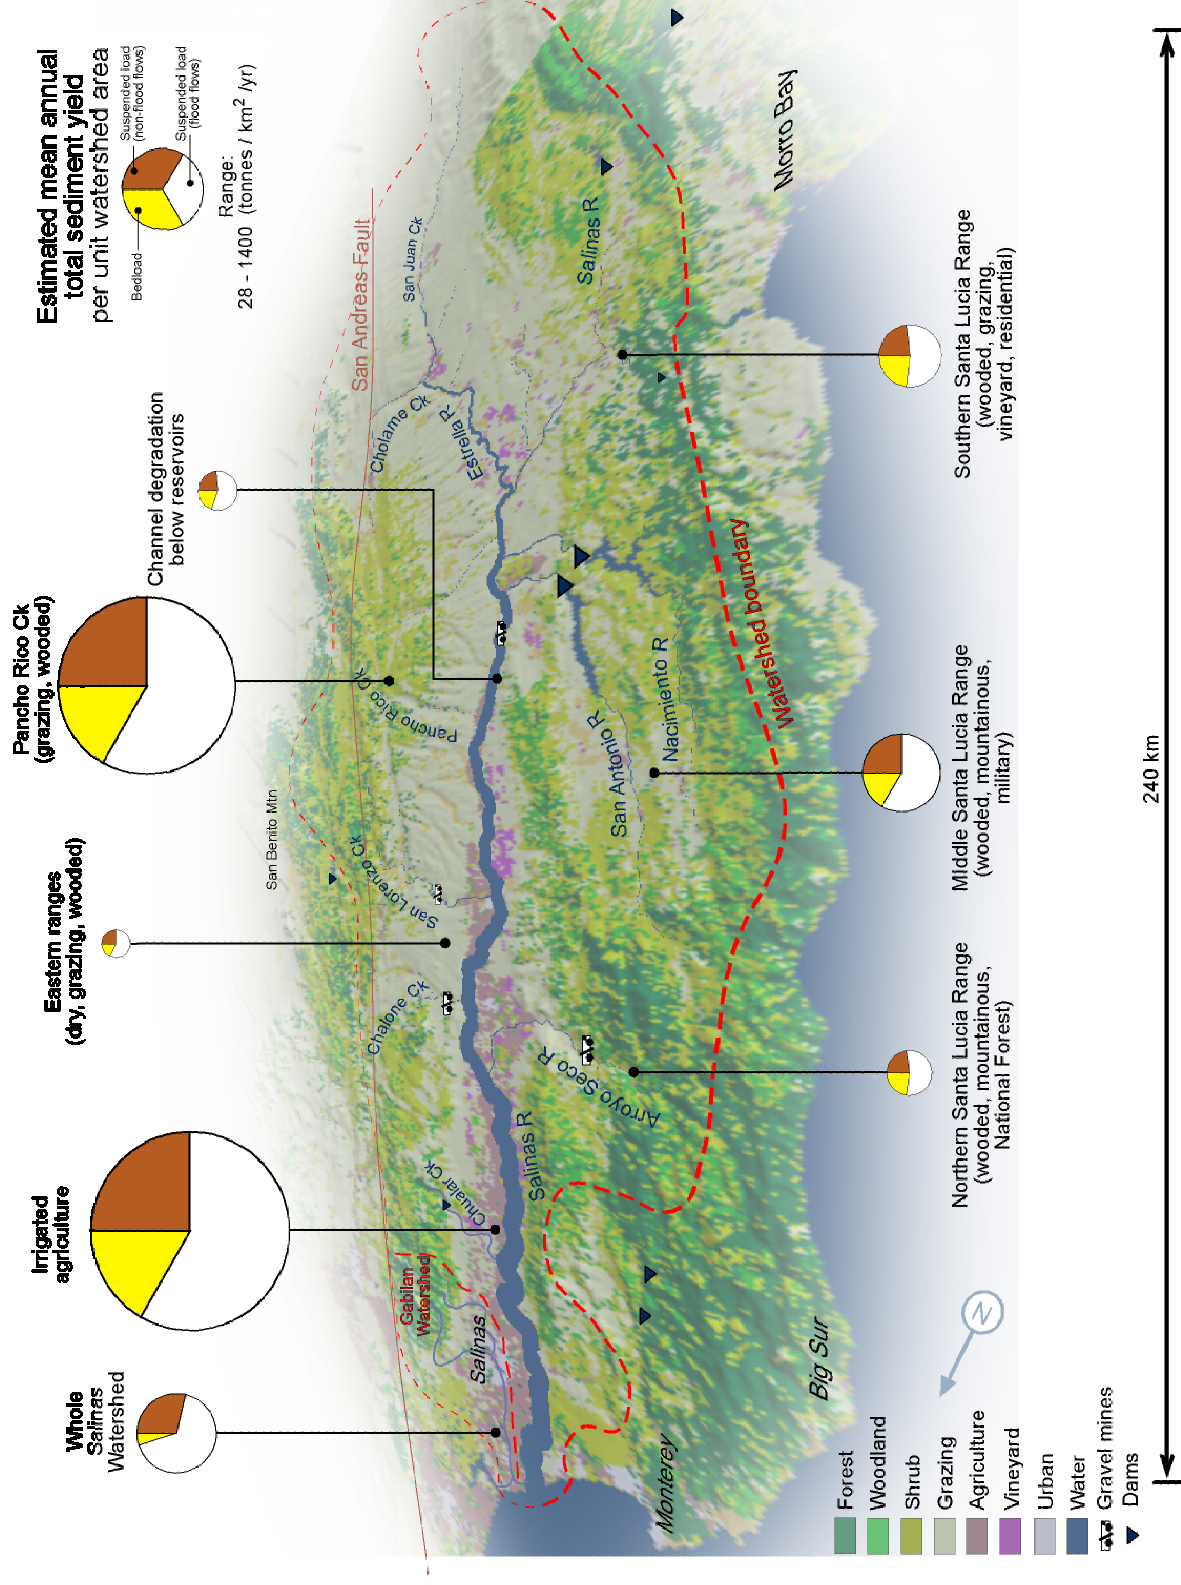 Whole
Salinas
Watershed
Irrigated
agriculture
Eastern ranges
(dry, grazing, wooded)
Pancho Rico Ck
(grazing, wooded)
Channel degradation
below reservoirs
Estimated mean annual
total sediment yield
per unit watershed area
Bedload
Suspended load
(non-flood flows)
Suspended load
(flood flows)
Range:
28 - 1400 (tonnes / km² /yr)
San Benito Mtn
San Andreas Fault
San Juan Ck
Cholame Ck
Estrella R
Salinas R
Pancho Rico Ck
San Lorenzo Ck
Chalone Ck
Chualar Ck
Gabilan
Watershed
Salinas
Salinas R
Arroyo Seco R
San Antonio R
Nacimiento R
Watershed boundary
Morro Bay
Big Sur
Monterey
N
Northern Santa Lucia Range
(wooded, mountainous,
National Forest)
Middle Santa Lucia Range
(wooded, mountainous,
military)
Southern Santa Lucia Range
(wooded, grazing,
vineyard, residential)
Forest
Woodland
Shrub
Grazing
Agriculture
Vineyard
Urban
Water
Gravel mines
Dams
240 km